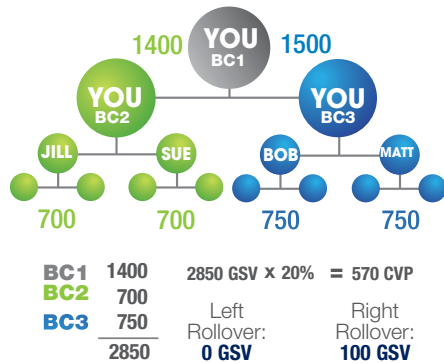 1400 YOU 1500
BC1
YOU YOU
BC2 BC3
JILL SUE BOB MATT
700 700 750 750
BC1 1400 2850 GSV x 20% = 570 CVP
BC2 700
BC3 750
2850
Left
Rollover:
0 GSV
Right
Rollover:
100 GSV